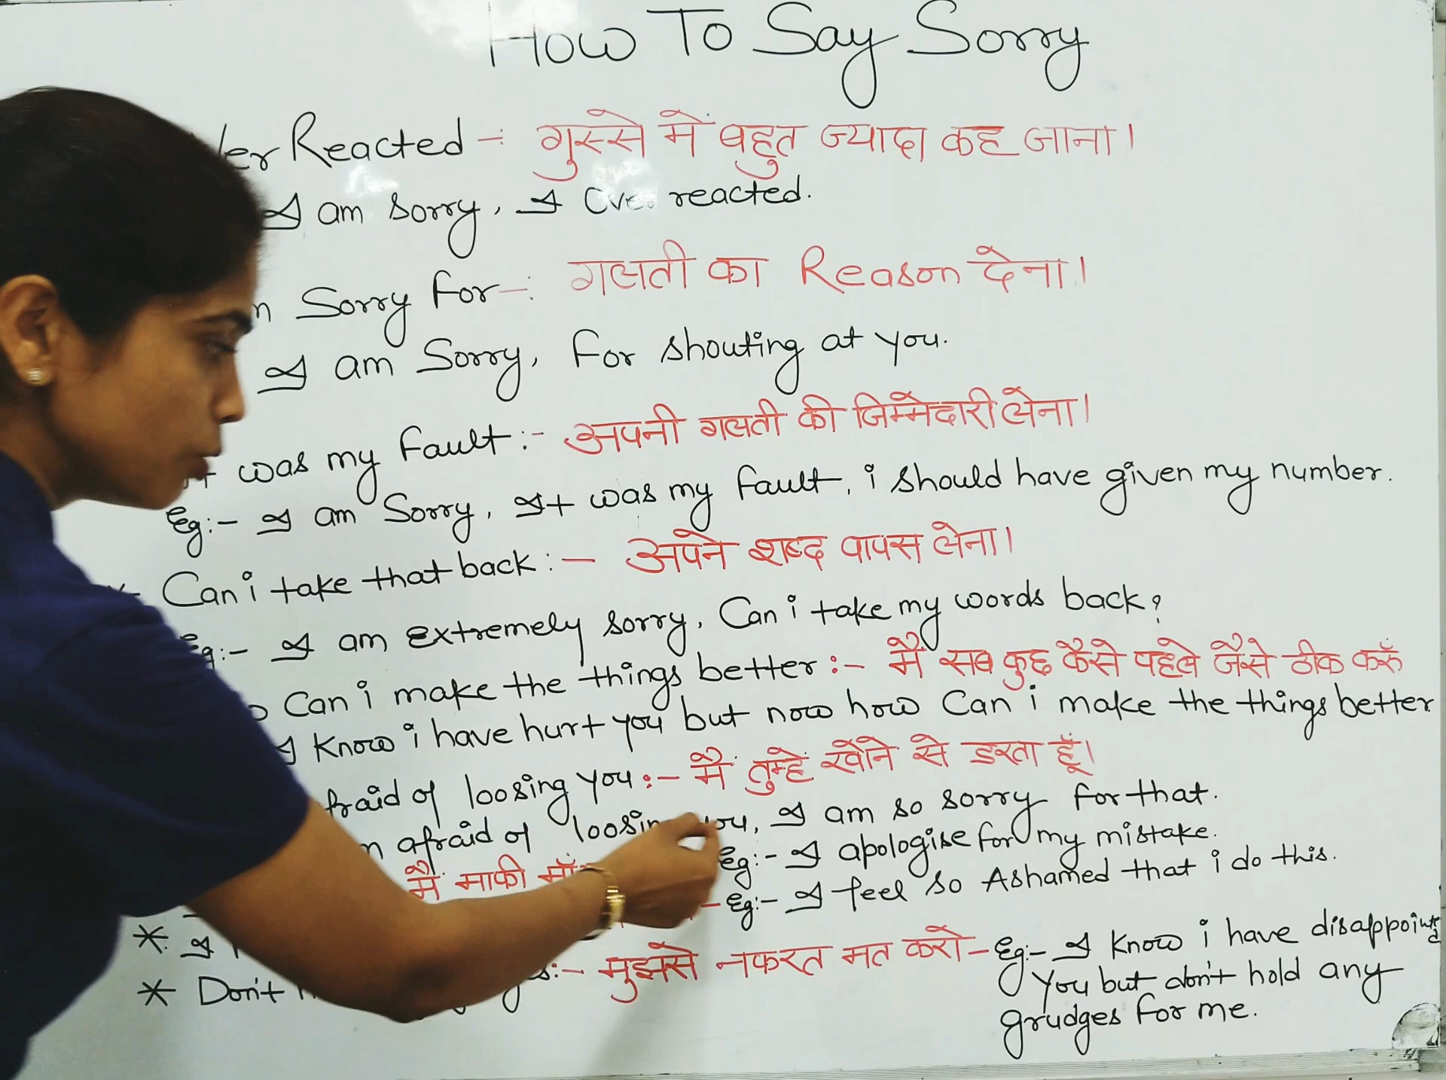 How To Say Sorry
Reacted -: गुस्से में बहुत ज्यादा कह जाना।
I am sorry, I Over reacted.
Sorry For -: गलती का Reason देना।
I am Sorry, For shouting at you.
was my Fault :- अपनी गलती की जिम्मेदारी लेना।
Eg:- I am Sorry, It was my fault, i should have given my number.
Can i take that back :- अपने शब्द वापस लेना।
Eg:- I am extremely sorry, Can i take my words back?
Can i make the things better :- मैं सब कुछ कैसे पहले जैसे ठीक करूँ
I know i have hurt you but now how Can i make the things better
of loosing you :- मैं तुम्हे खोने से डरता हूँ।
afraid of you, I am so sorry For that.
मैं माफी Eg:- I apologise for my mistake.
* I - Eg:- I feel so Ashamed that i do this.
* Don't :- मुझसे नफरत मत करो - Eg:- I know i have disappointed
you but don't hold any
grudges for me.